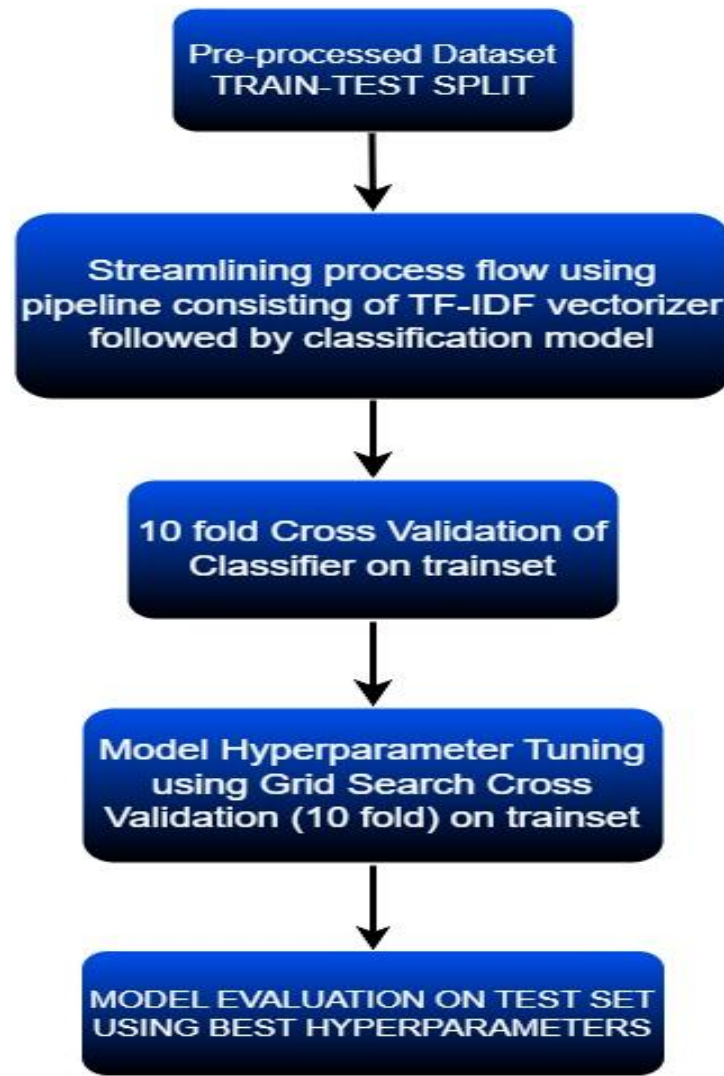 Pre-processed Dataset
TRAIN-TEST SPLIT
Streamlining process flow using
pipeline consisting of TF-IDF vectorizer
followed by classification model
10 fold Cross Validation of
Classifier on trainset
Model Hyperparameter Tuning
using Grid Search Cross
Validation (10 fold) on trainset
MODEL EVALUATION ON TEST SET
USING BEST HYPERPARAMETERS